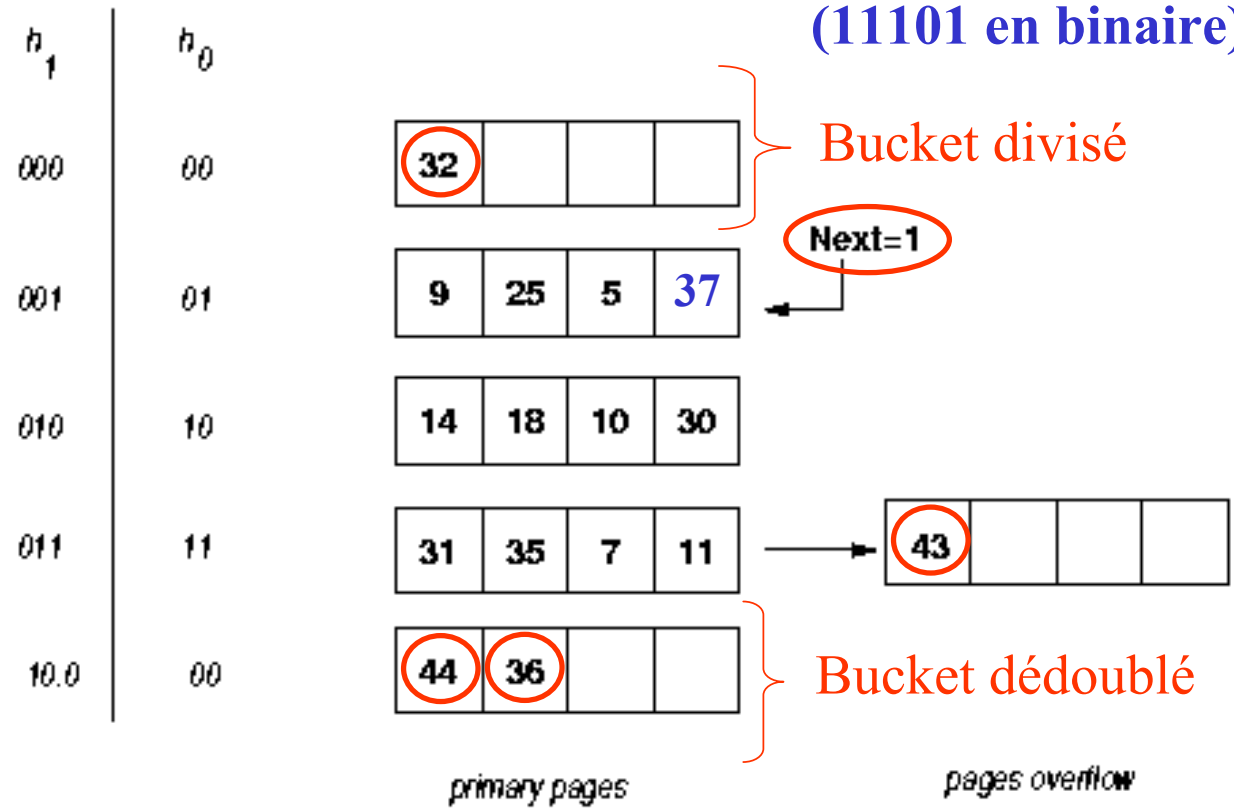 (11101 en binaire)
h1 h0
000 00 32 Bucket divisé
Next=1
001 01 9 25 5 37
010 10 14 18 10 30
011 11 31 35 7 11 43
10.0 00 44 36 Bucket dédoublé
primary pages pages overflow